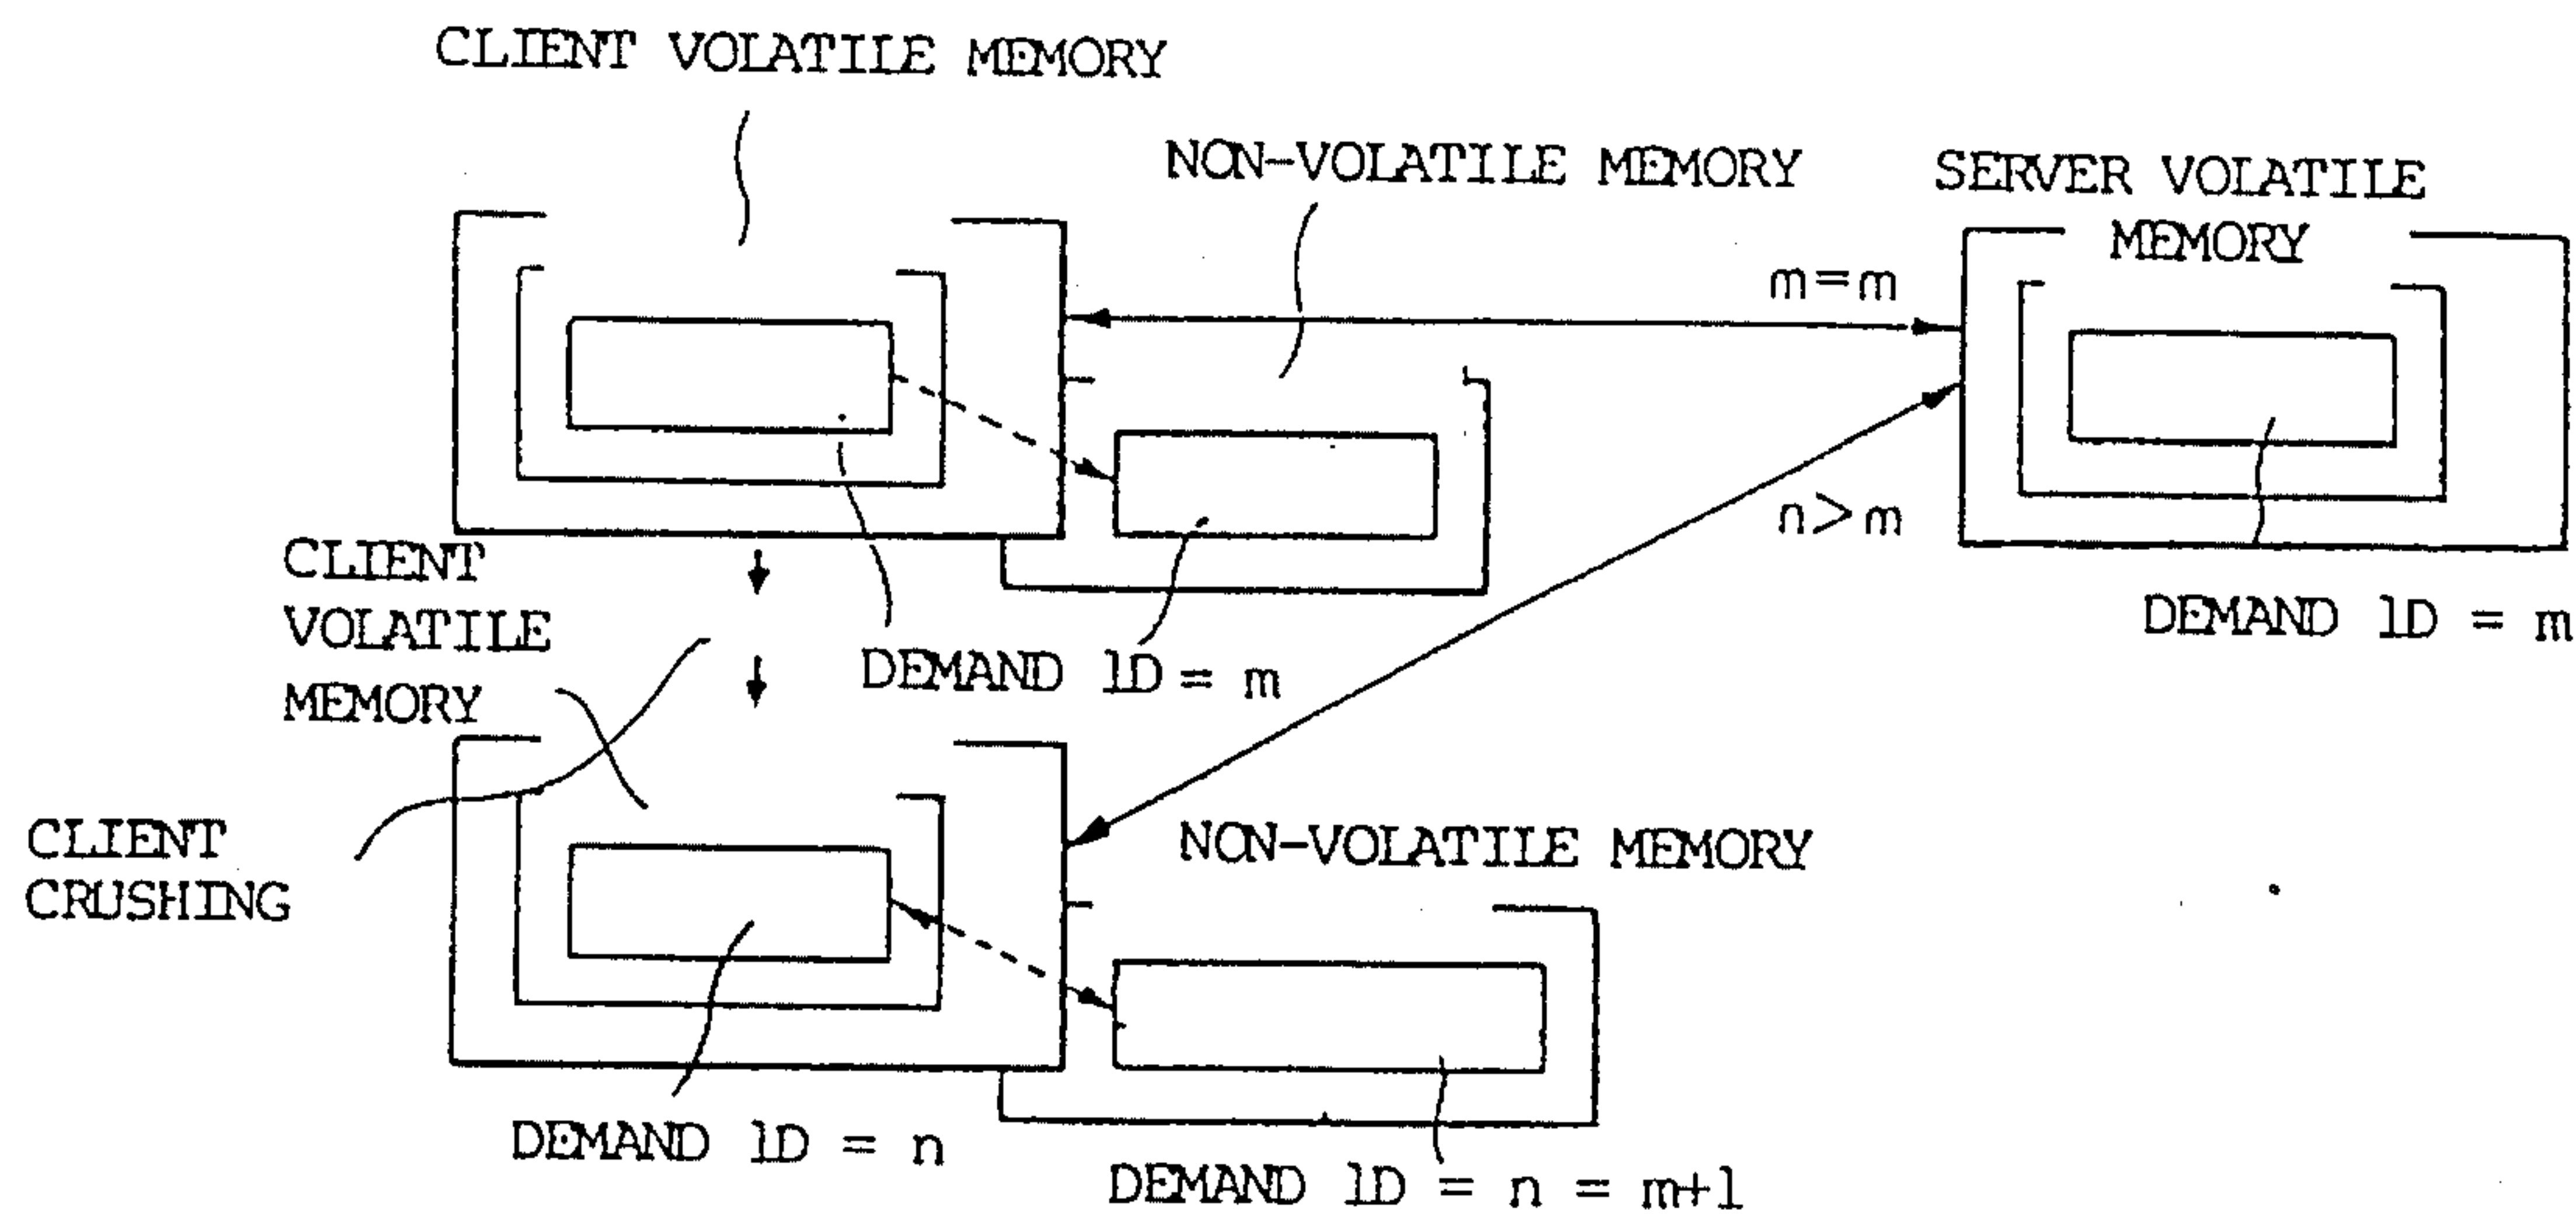 CLIENT VOLATILE MEMORY
NON-VOLATILE MEMORY
SERVER VOLATILE
MEMORY
m=m
n>m
CLIENT
VOLATILE
MEMORY
DEMAND 1D = m
DEMAND 1D = m
CLIENT
CRUSHING
NON-VOLATILE MEMORY
DEMAND 1D = n
DEMAND 1D = n = m+1